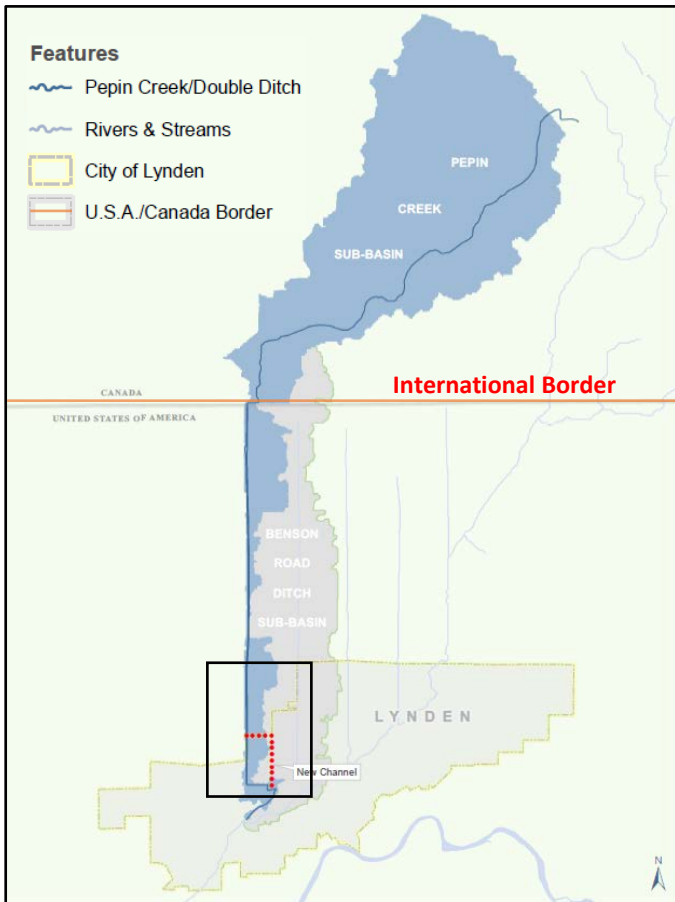 Features
Pepin Creek/Double Ditch
Rivers & Streams
City of Lynden
U.S.A./Canada Border
PEPIN
CREEK
SUB-BASIN
International Border
CANADA
UNITED STATES OF AMERICA
BENSON
ROAD
DITCH
SUB-BASIN
LYNDEN
New Channel
N